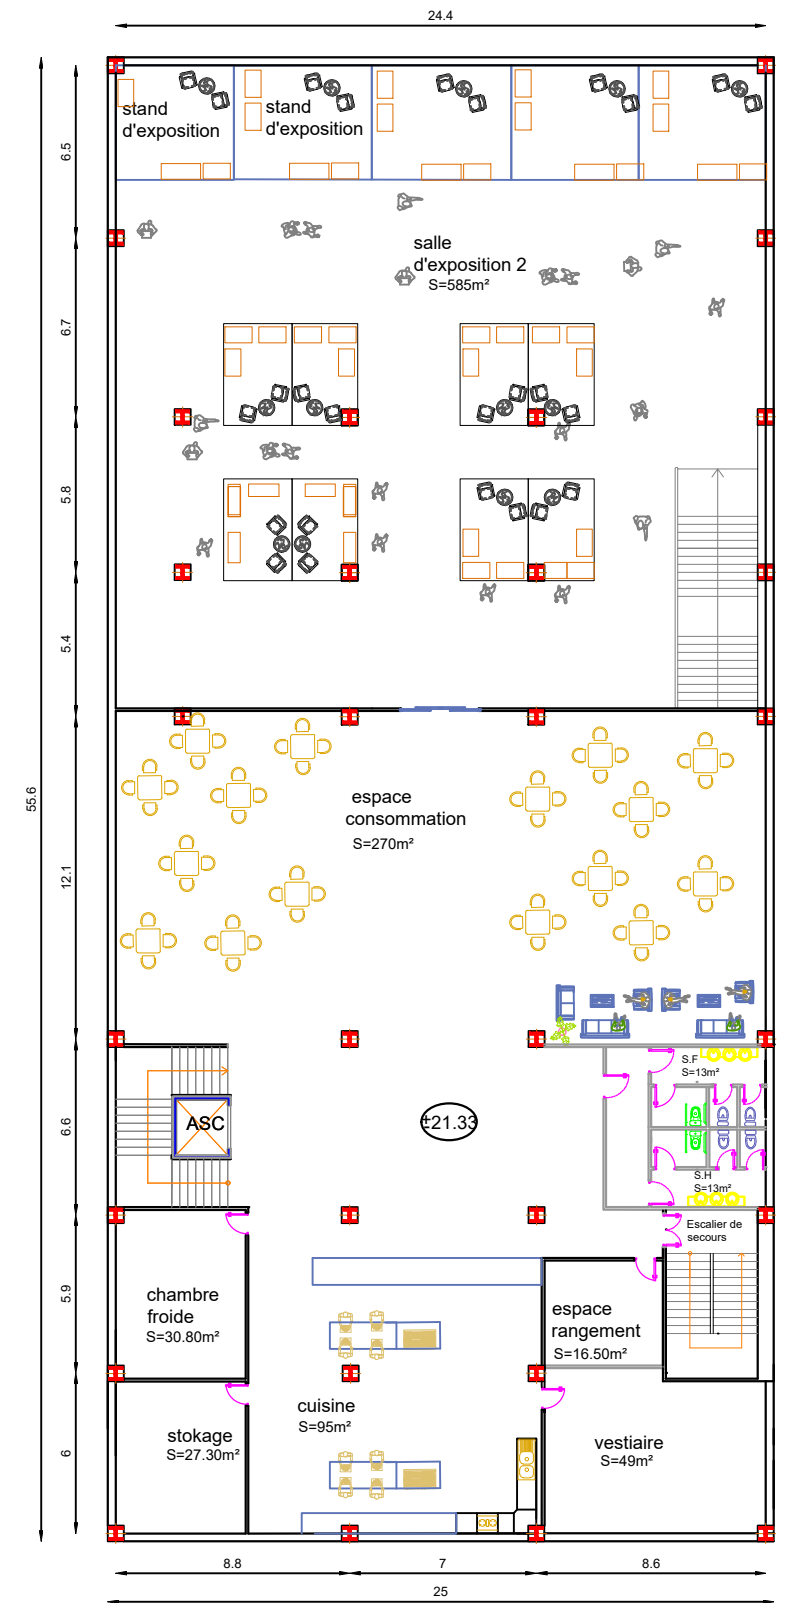 24.4
stand
d'exposition
stand
d'exposition
6.5
salle
d'exposition 2
S=585m²
6.7
5.8
5.4
55.6
espace
consommation
S=270m²
12.1
S.F
S=13m²
ASC
±21.33
6.6
S.H
S=13m²
Escalier de
secours
chambre
froide
S=30.80m²
5.9
espace
rangement
S=16.50m²
cuisine
S=95m²
stokage
S=27.30m²
vestiaire
S=49m²
6
8.8
7
8.6
25